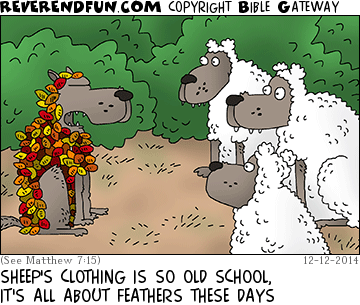 REVERENDFUN.COM COPYRIGHT BIBLE GATEWAY
(See Matthew 7:15) 12-12-2014
SHEEP'S CLOTHING IS SO OLD SCHOOL,
IT'S ALL ABOUT FEATHERS THESE DAYS